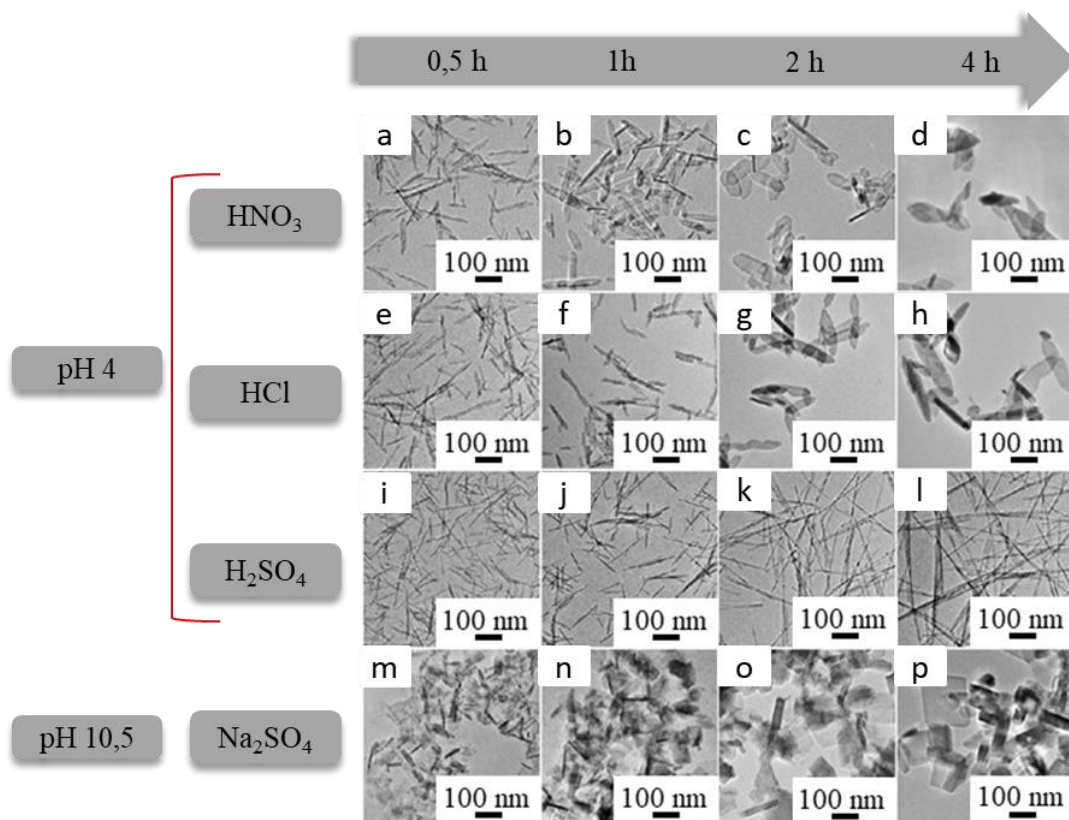 0,5 h 1h 2 h 4 h
a b c d
HNO₃
100 nm 100 nm 100 nm 100 nm
e f g h
pH 4
HCl
100 nm 100 nm 100 nm 100 nm
i j k l
H₂SO₄
100 nm 100 nm 100 nm 100 nm
m n o p
pH 10,5 Na₂SO₄
100 nm 100 nm 100 nm 100 nm